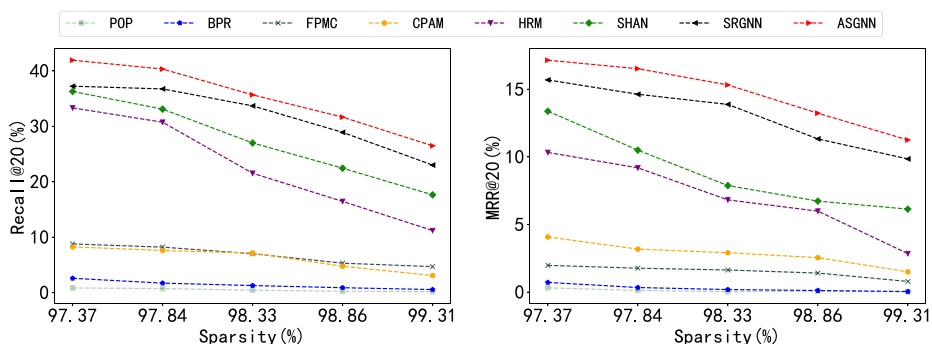 POP BPR FPMC CPAM HRM SHAN SRGNN ASGNN
Recall@20(%)
40
30
20
10
0
97.37 97.84 98.33 98.86 99.31
Sparsity(%)
MRR@20(%)
15
10
5
0
97.37 97.84 98.33 98.86 99.31
Sparsity(%)